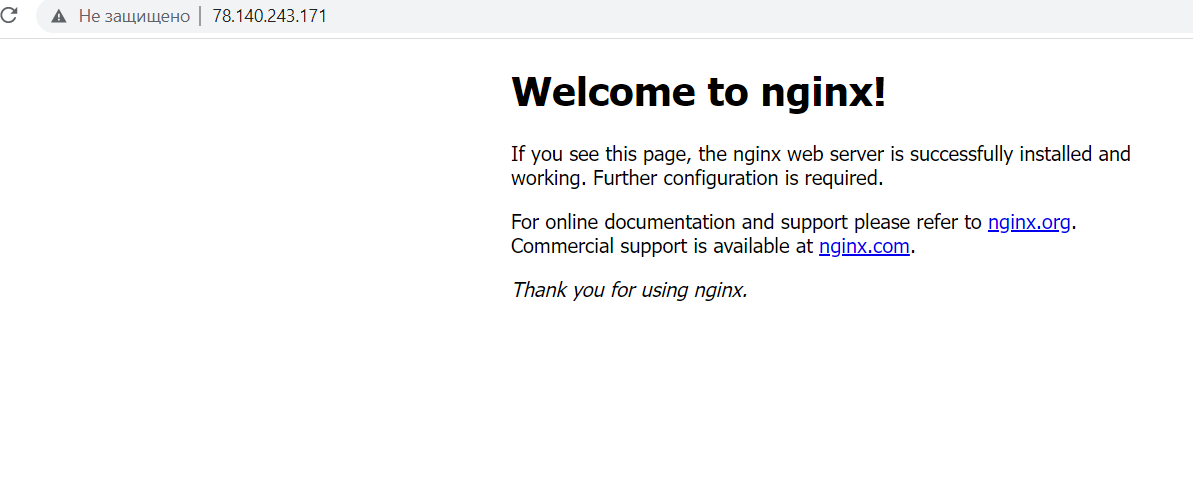 Не защищено | 78.140.243.171
Welcome to nginx!
If you see this page, the nginx web server is successfully installed and
working. Further configuration is required.
For online documentation and support please refer to nginx.org.
Commercial support is available at nginx.com.
Thank you for using nginx.